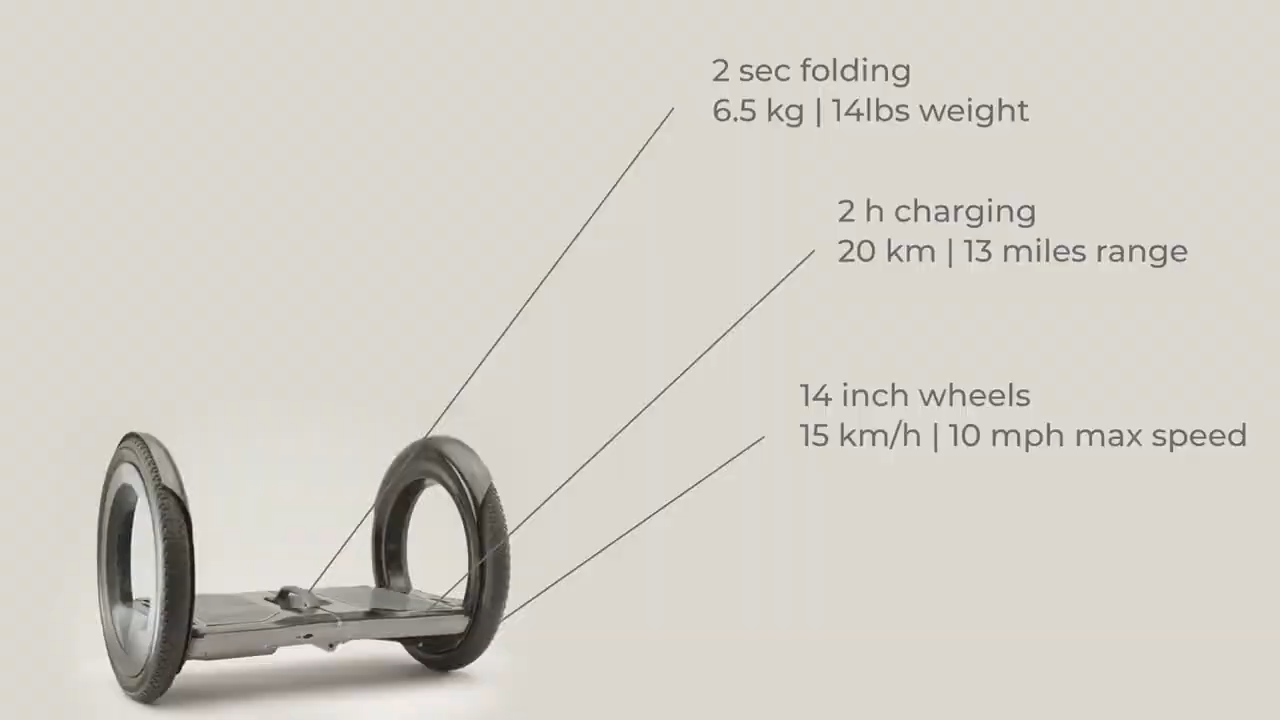 2 sec folding
6.5 kg | 14lbs weight
2 h charging
20 km | 13 miles range
14 inch wheels
15 km/h | 10 mph max speed